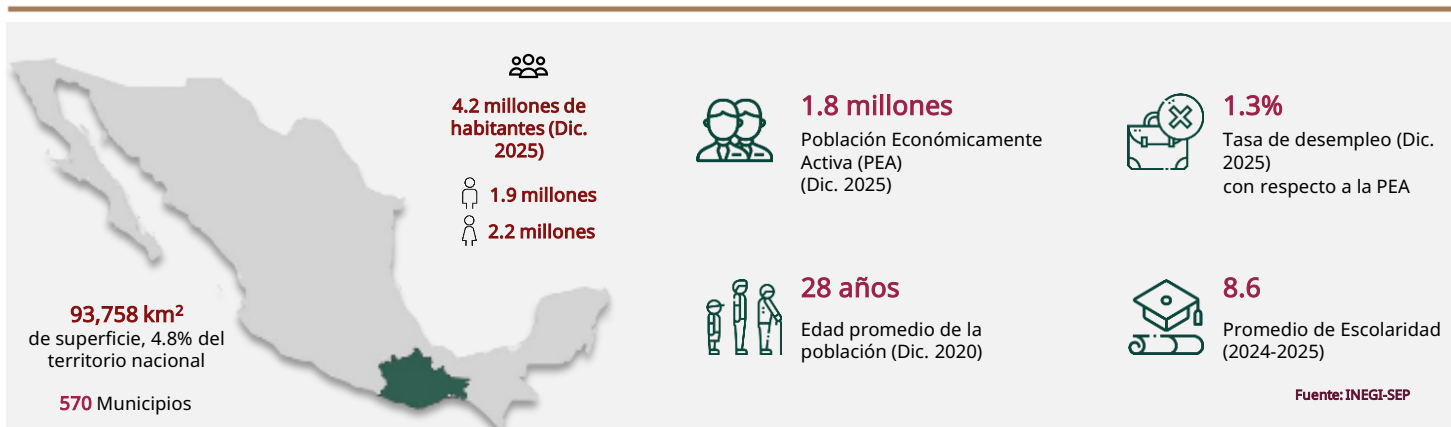 4.2 millones de
habitantes (Dic.
2025)
1.9 millones
2.2 millones
93,758 km²
de superficie, 4.8% del
territorio nacional
570 Municipios
1.8 millones
Población Económicamente
Activa (PEA)
(Dic. 2025)
1.3%
Tasa de desempleo (Dic.
2025)
con respecto a la PEA
28 años
Edad promedio de la
población (Dic. 2020)
8.6
Promedio de Escolaridad
(2024-2025)
Fuente: INEGI-SEP